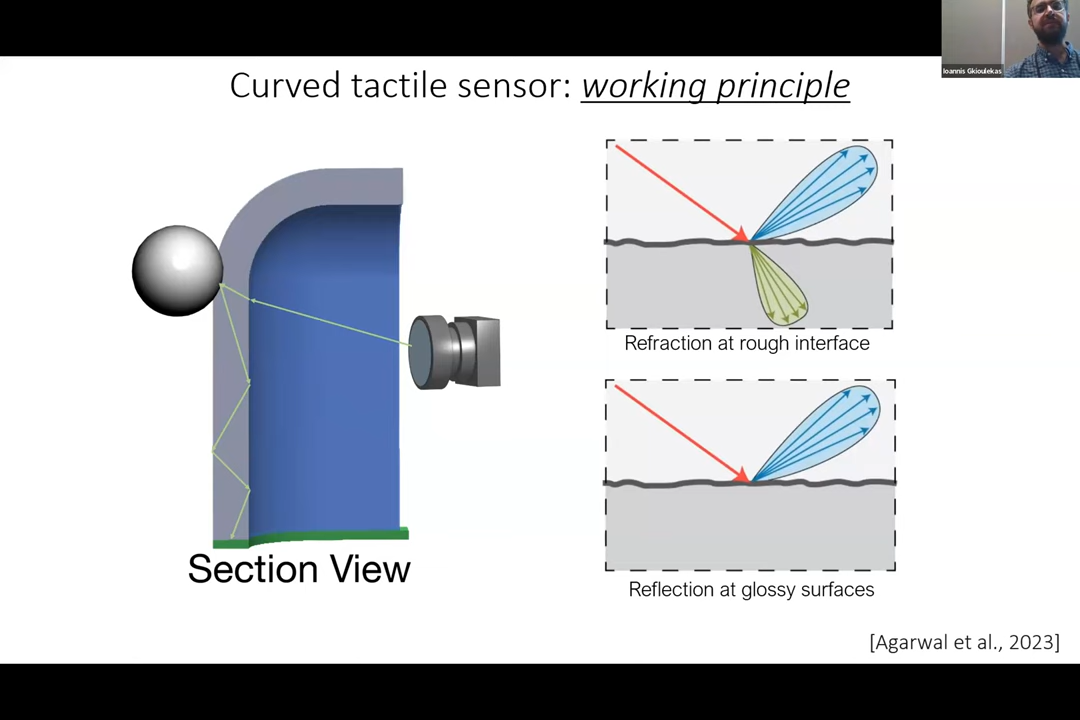 Ioannis Gkioulekas
Curved tactile sensor: working principle
Refraction at rough interface
Section View
Reflection at glossy surfaces
[Agarwal et al., 2023]